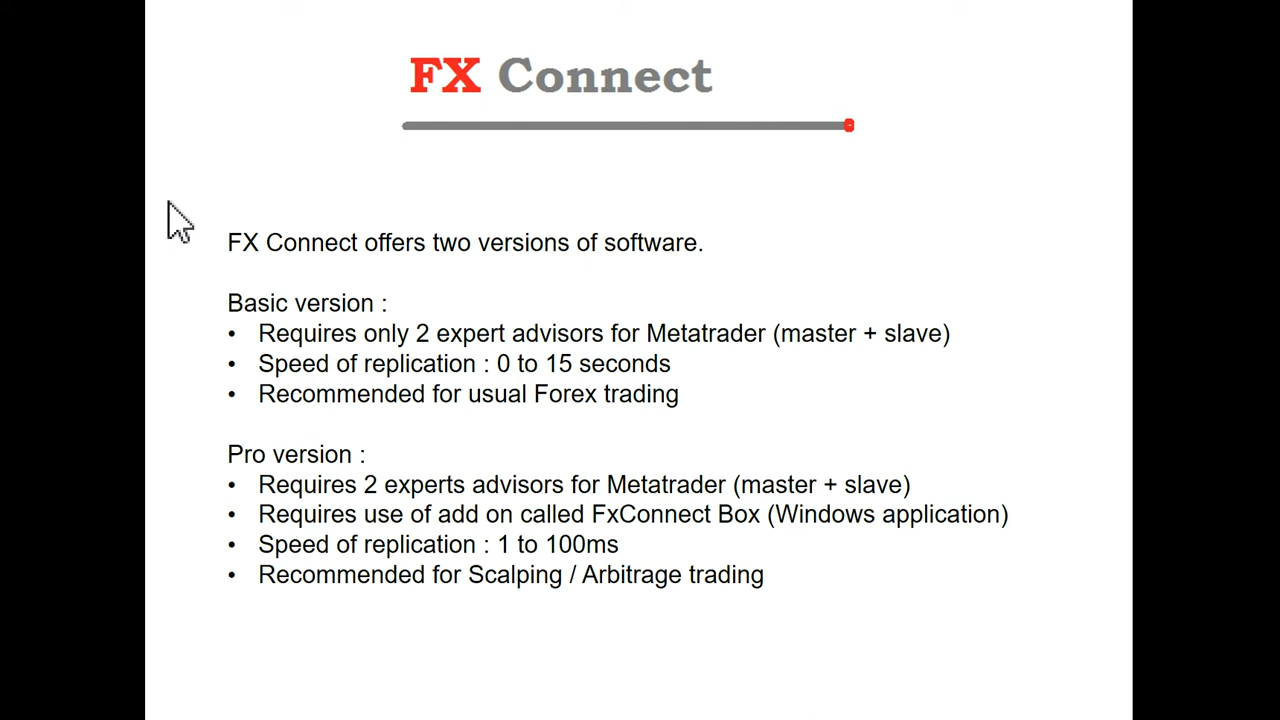 FX Connect
FX Connect offers two versions of software.
Basic version :
• Requires only 2 expert advisors for Metatrader (master + slave)
• Speed of replication : 0 to 15 seconds
• Recommended for usual Forex trading
Pro version :
• Requires 2 experts advisors for Metatrader (master + slave)
• Requires use of add on called FxConnect Box (Windows application)
• Speed of replication : 1 to 100ms
• Recommended for Scalping / Arbitrage trading